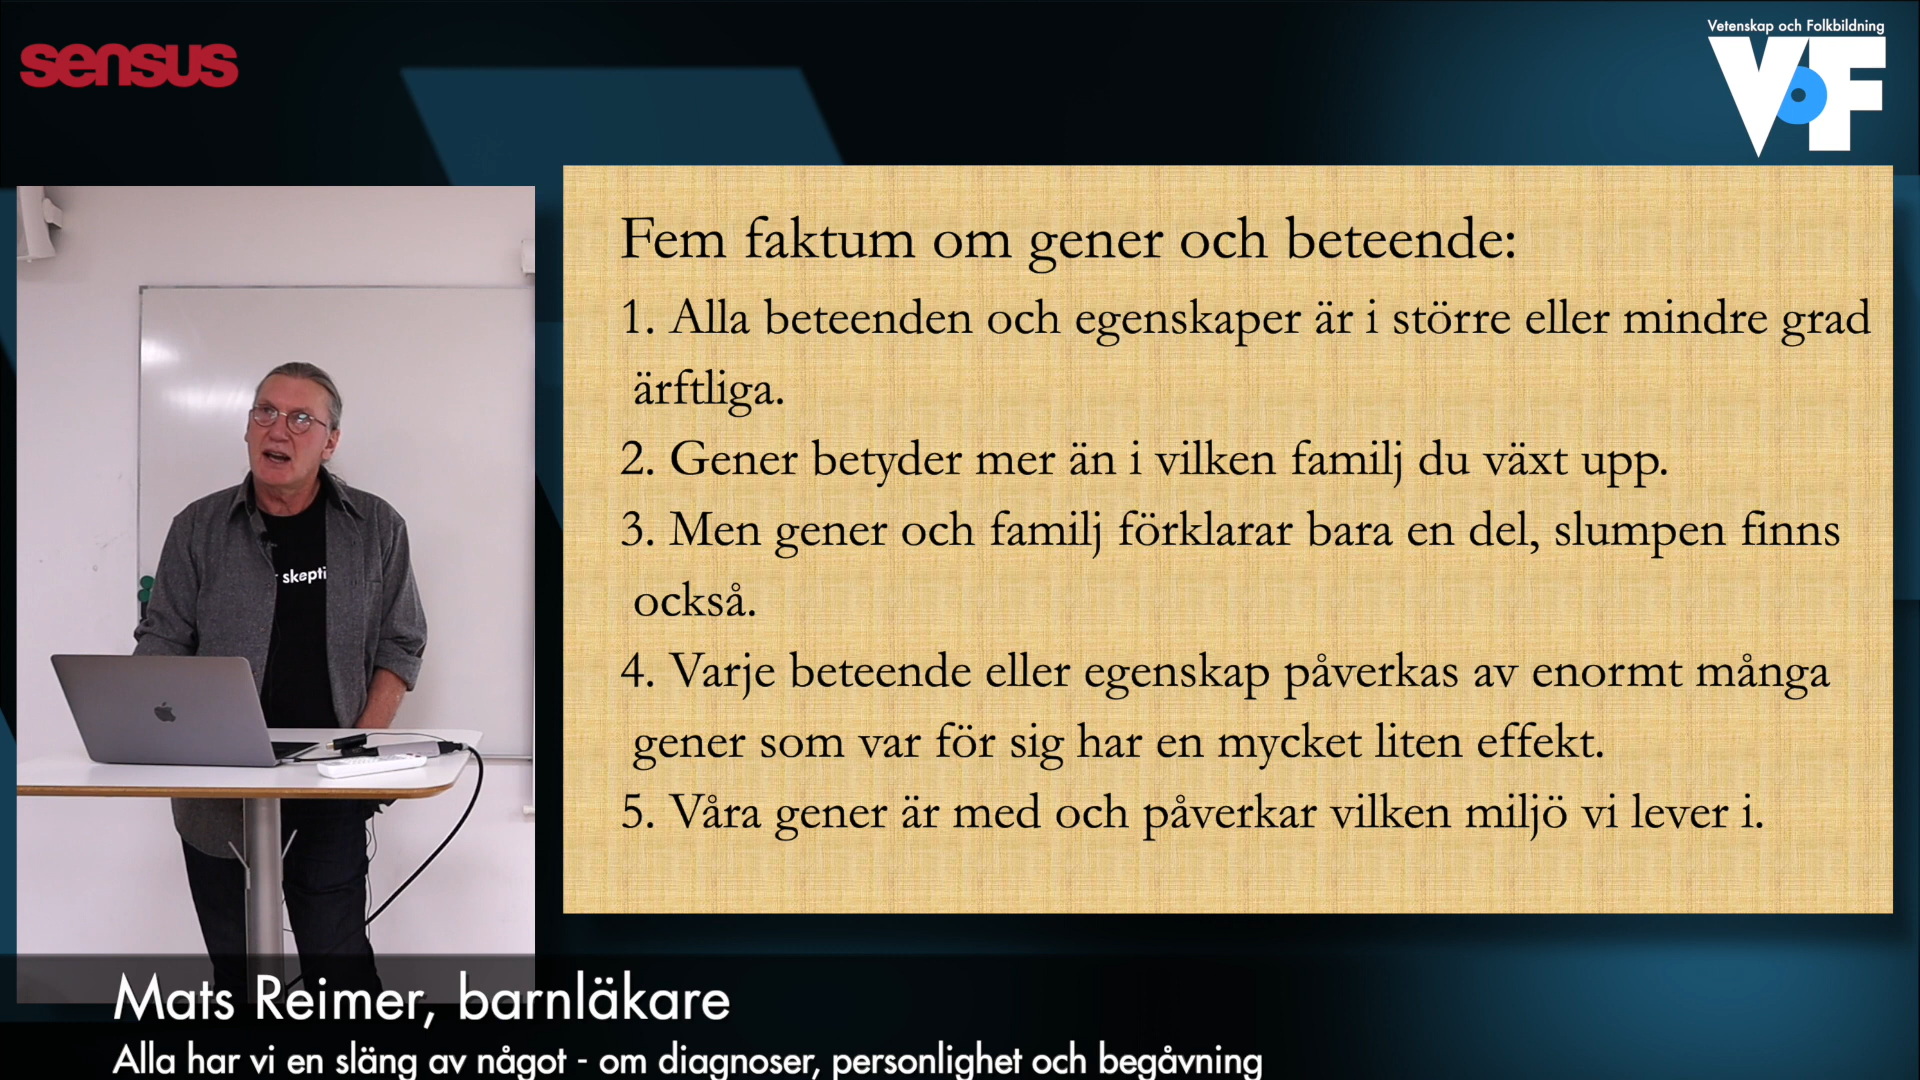 sensus
Vetenskap och Folkbildning
VoF
Fem faktum om gener och beteende:
1. Alla beteenden och egenskaper är i större eller mindre grad
ärftliga.
2. Gener betyder mer än i vilken familj du växt upp.
3. Men gener och familj förklarar bara en del, slumpen finns
också.
4. Varje beteende eller egenskap påverkas av enormt många
gener som var för sig har en mycket liten effekt.
5. Våra gener är med och påverkar vilken miljö vi lever i.
skepti
Mats Reimer, barnläkare
Alla har vi en släng av något - om diagnoser, personlighet och begåvning